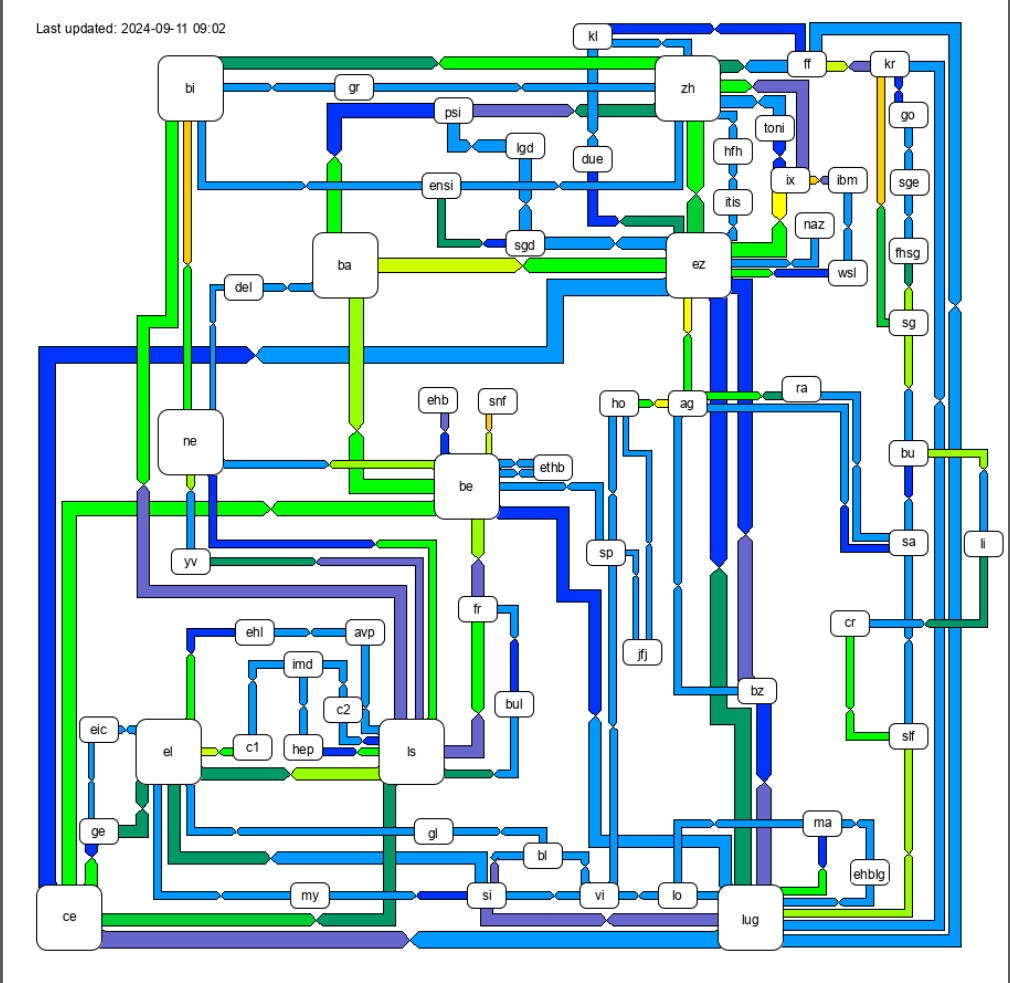 Last updated: 2024-09-11 09:02
kl
ff
kr
bi
gr
zh
psi
toni
go
lgd
due
hfh
ensi
ix
ibm
sge
itis
naz
sgd
fhsg
ba
ez
wsl
del
sg
ra
ehb
snf
ho
ag
ne
bu
ethb
be
sa
li
yv
sp
fr
cr
ehl
avp
imd
jfj
bz
c2
bul
eic
el
c1
hep
ls
slf
ge
gl
ma
bl
ehblg
my
si
vi
lo
ce
lug